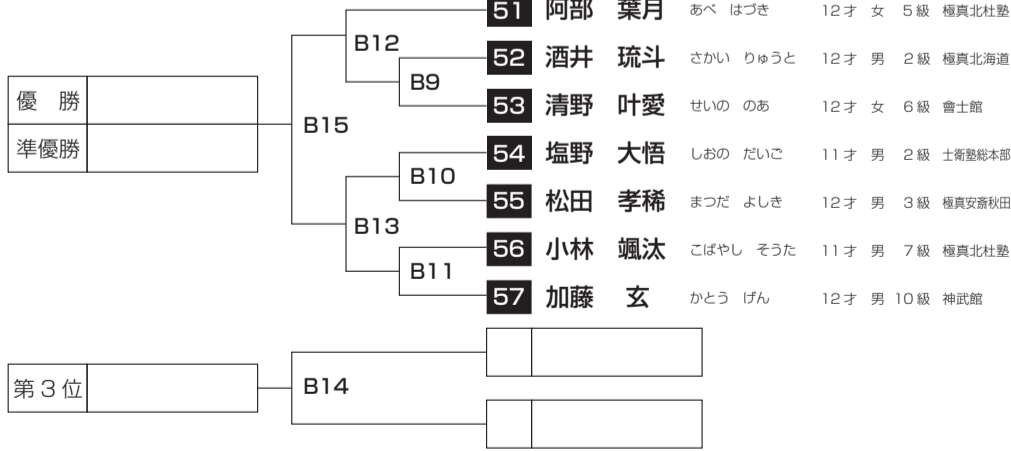 51 阿部 葉月 あべ はづき 12才 女 5級 極真北杜塾
B12
52 酒井 琉斗 さかい りゅうと 12才 男 2級 極真北海道
B9
優 勝
53 清野 叶愛 せいの のあ 12才 女 6級 會士館
B15
準優勝
54 塩野 大悟 しおの だいご 11才 男 2級 士衛塾総本部
B10
55 松田 孝稀 まつだ よしき 12才 男 3級 極真安斎秋田
B13
56 小林 颯汰 こばやし そうた 11才 男 7級 極真北杜塾
B11
57 加藤 玄 かとう げん 12才 男 10級 神武館
第3位
B14